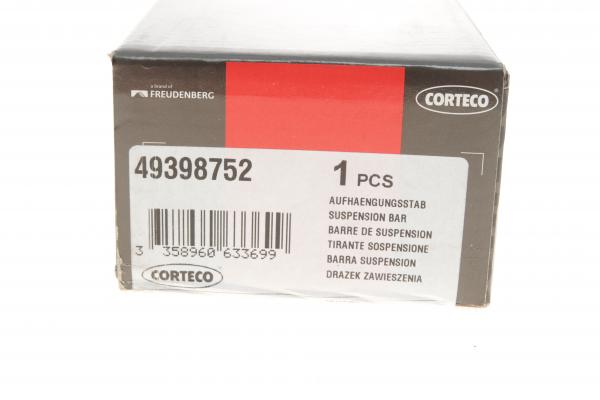 a brand of
FREUDENBERG
CORTECO
49398752
1 PCS
AUFHAENGUNGSSTAB
SUSPENSION BAR
BARRE DE SUSPENSION
TIRANTE SOSPENSIONE
BARRA SUSPENSION
DRAZEK ZAWIESZENIA
3 358960 633699
CORTECO